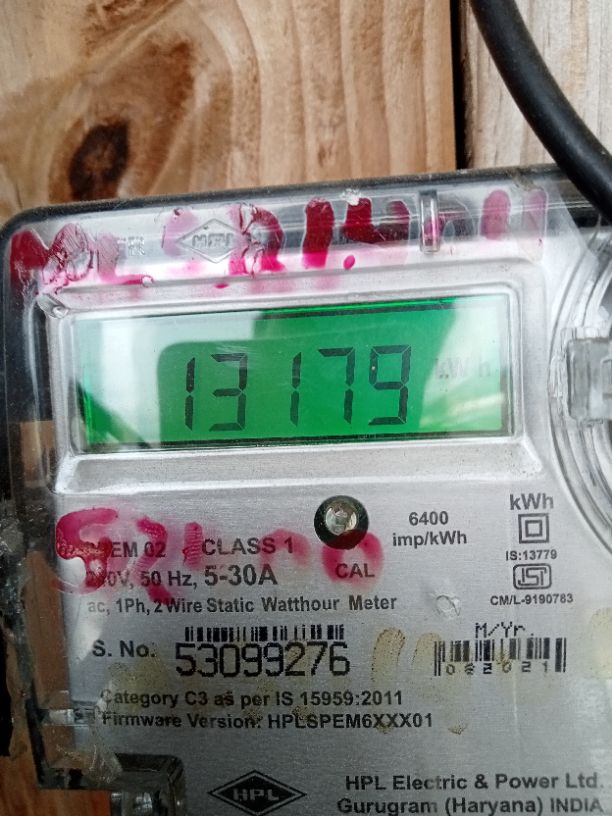 HPL
13179 kWh
6400
imp/kWh
kWh
IS:13779
CLASS 1
CAL
240V, 50 Hz, 5-30A
CM/L-9190783
ac, 1Ph, 2Wire Static Watthour Meter
M/Yr.
S. No. 53099276
082021
Category C3 as per IS 15959:2011
Firmware Version: HPLSPEM6XXX01
HPL
HPL Electric & Power Ltd.
Gurugram (Haryana) INDIA